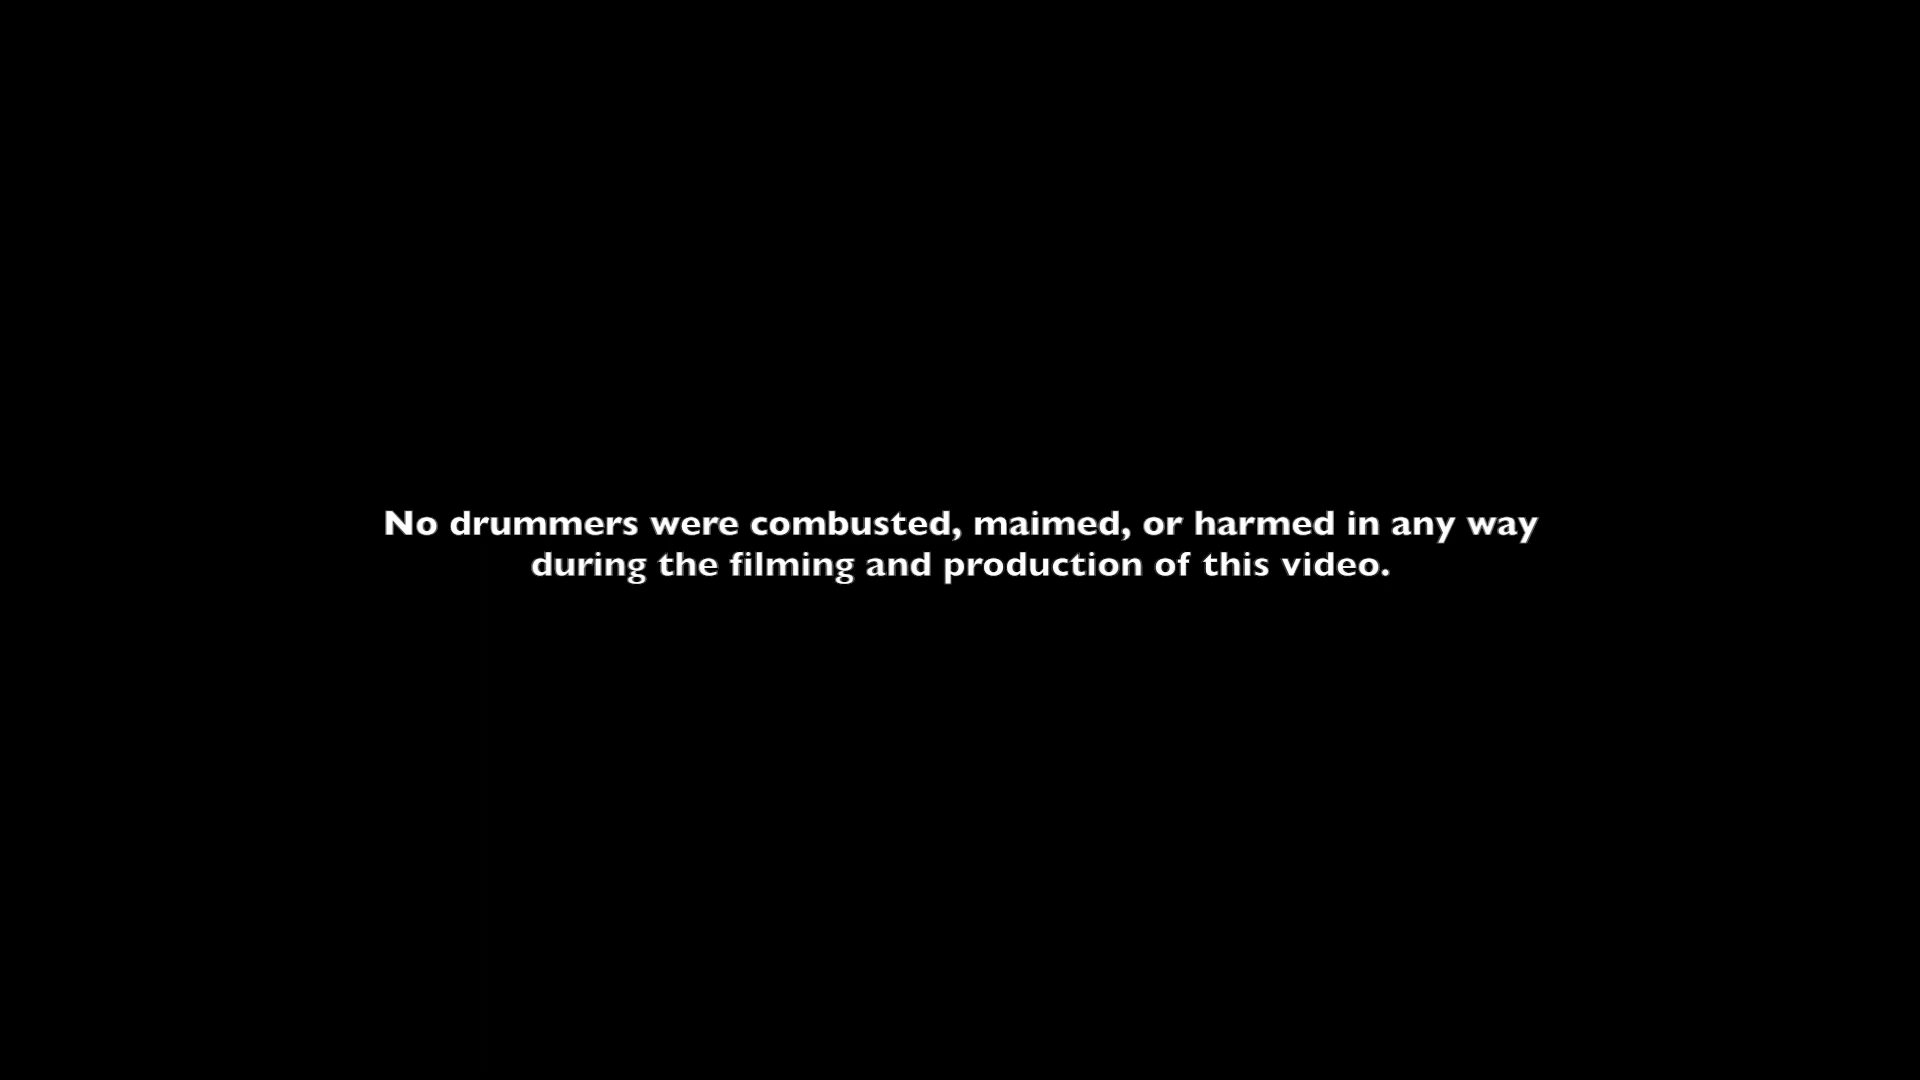 No drummers were combusted, maimed, or harmed in any way
during the filming and production of this video.